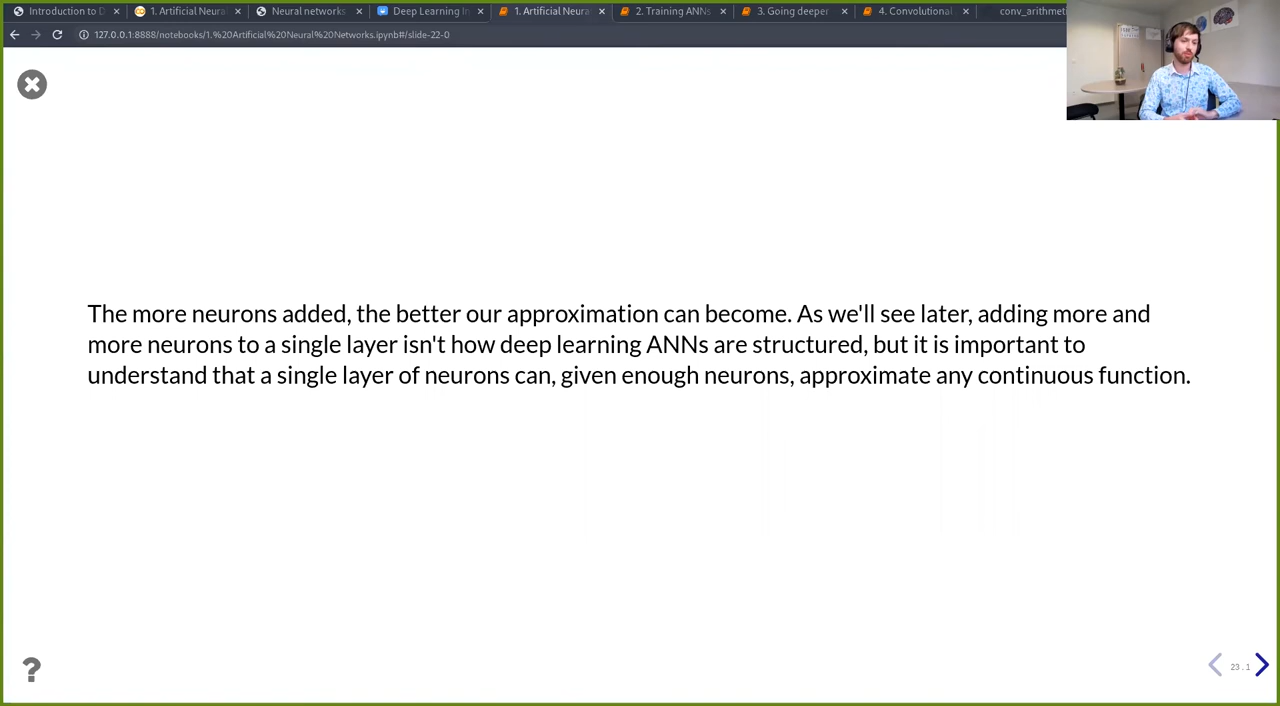 Introduction to D
1. Artificial Neura
Neural networks
Deep Learning In
1. Artificial Neura
2. Training ANNs
3. Going deeper
4. Convolutional
conv_arithmeti
127.0.0.1:8888/notebooks/1.%20Artificial%20Neural%20Networks.ipynb#/slide-22-0
The more neurons added, the better our approximation can become. As we'll see later, adding more and
more neurons to a single layer isn't how deep learning ANNs are structured, but it is important to
understand that a single layer of neurons can, given enough neurons, approximate any continuous function.
?
23.1